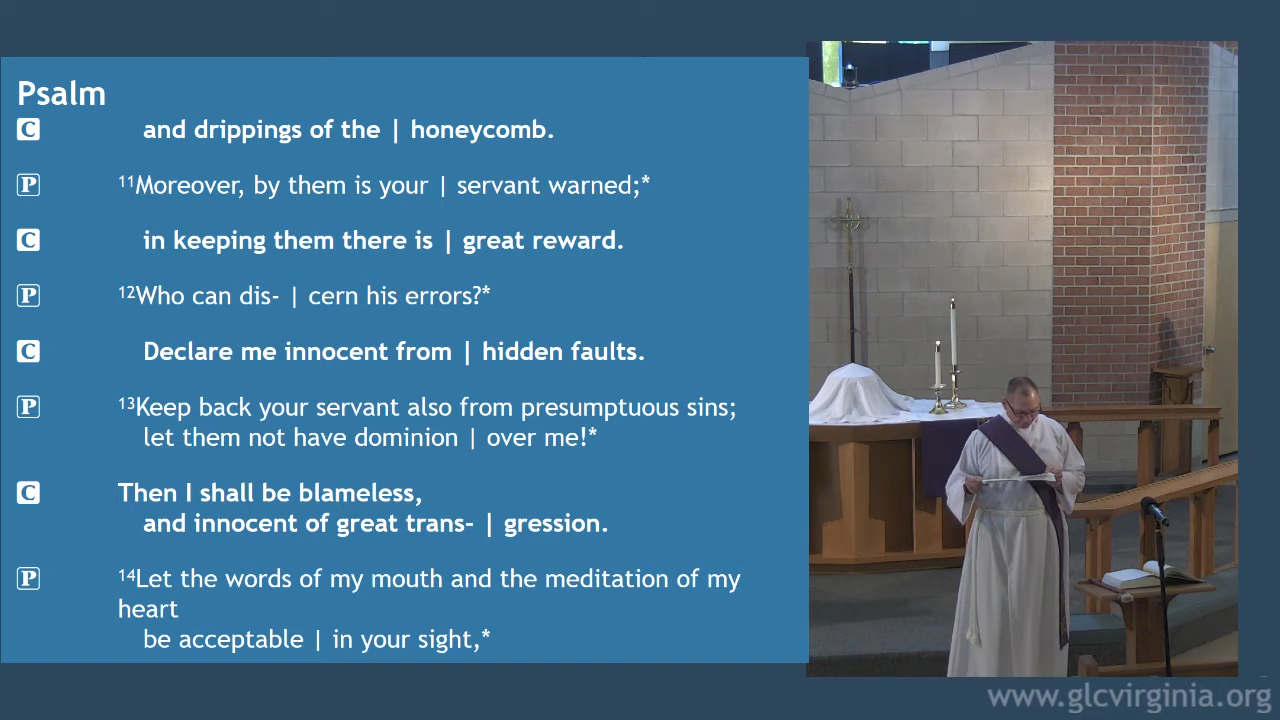 Psalm
C and drippings of the | honeycomb.
P ¹¹Moreover, by them is your | servant warned;*
C in keeping them there is | great reward.
P ¹²Who can dis- | cern his errors?*
C Declare me innocent from | hidden faults.
P ¹³Keep back your servant also from presumptuous sins;
let them not have dominion | over me!*
C Then I shall be blameless,
and innocent of great trans- | gression.
P ¹⁴Let the words of my mouth and the meditation of my
heart
be acceptable | in your sight,*
www.glcvirginia.org